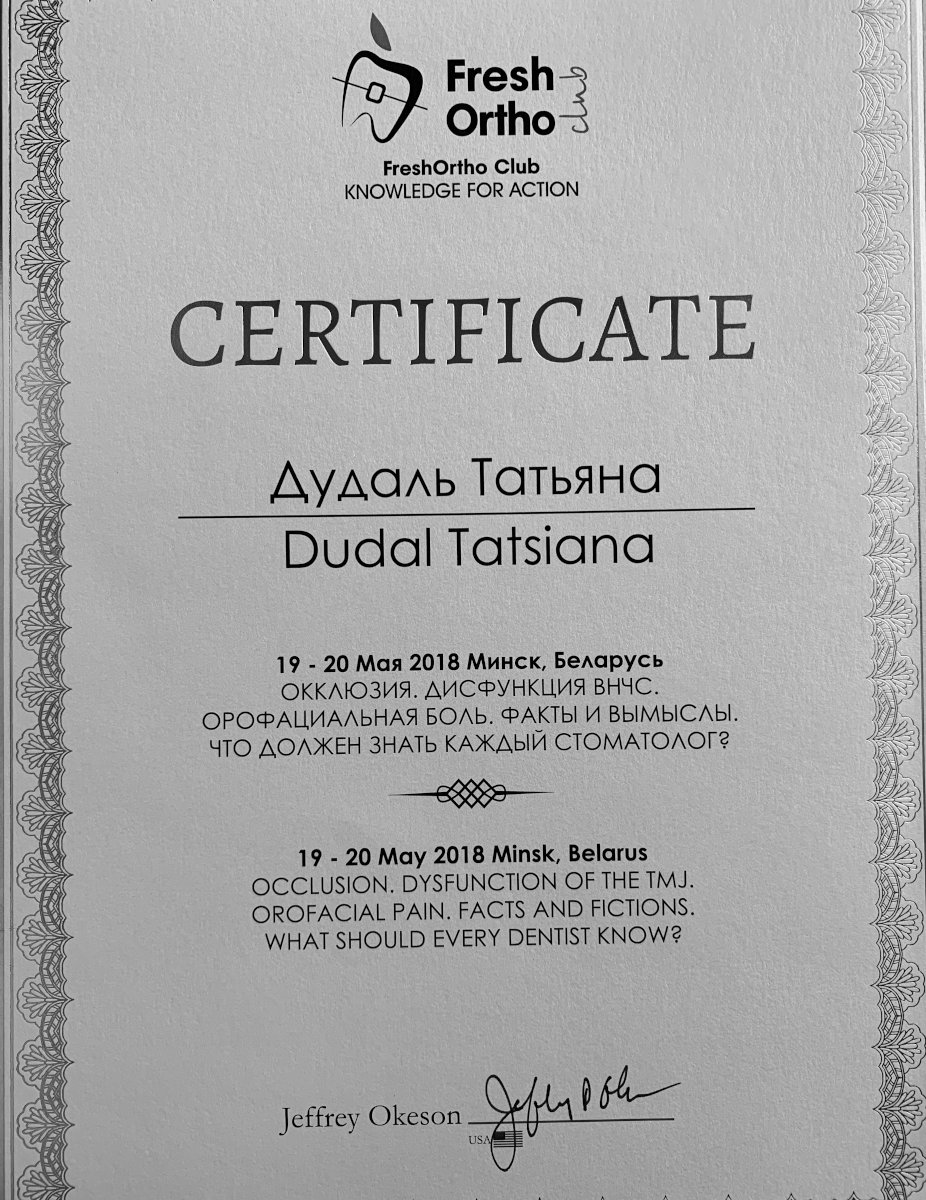 Fresh
Ortho
club
FreshOrtho Club
KNOWLEDGE FOR ACTION
CERTIFICATE
Дудаль Татьяна
Dudal Tatsiana
19 - 20 Мая 2018 Минск, Беларусь
ОККЛЮЗИЯ. ДИСФУНКЦИЯ ВНЧС.
ОРОФАЦИАЛЬНАЯ БОЛЬ. ФАКТЫ И ВЫМЫСЛЫ.
ЧТО ДОЛЖЕН ЗНАТЬ КАЖДЫЙ СТОМАТОЛОГ?
19 - 20 May 2018 Minsk, Belarus
OCCLUSION. DYSFUNCTION OF THE TMJ.
OROFACIAL PAIN. FACTS AND FICTIONS.
WHAT SHOULD EVERY DENTIST KNOW?
Jeffrey Okeson
USA